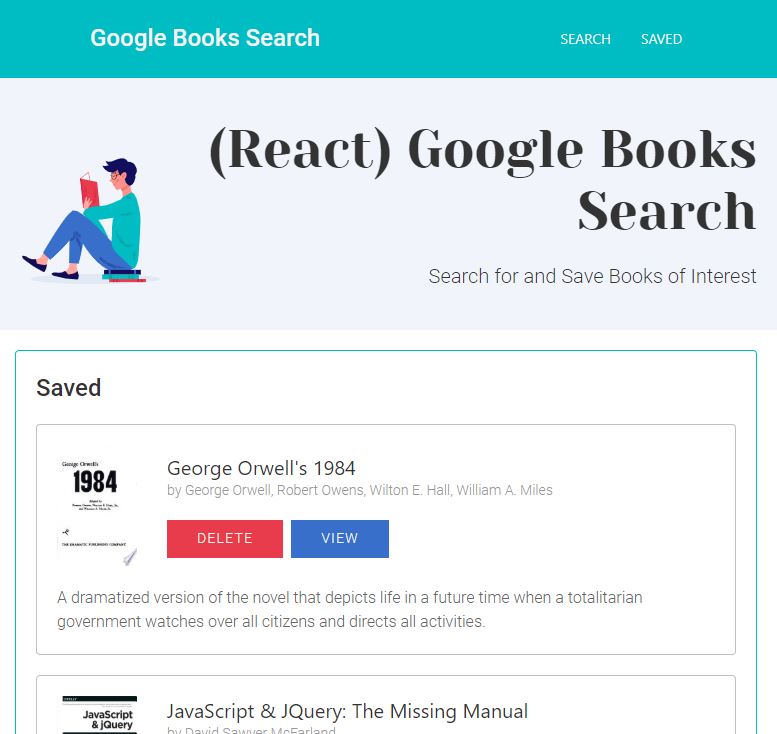 Google Books Search
SEARCH
SAVED
(React) Google Books
Search
Search for and Save Books of Interest
Saved
George Orwell's
1984
Adapted by
THE DRAMATIC PUBLISHING COMPANY
George Orwell's 1984
by George Orwell, Robert Owens, Wilton E. Hall, William A. Miles
DELETE
VIEW
A dramatized version of the novel that depicts life in a future time when a totalitarian
government watches over all citizens and directs all activities.
JavaScript
& jQuery
JavaScript & JQuery: The Missing Manual
by David Sawyer McFarland